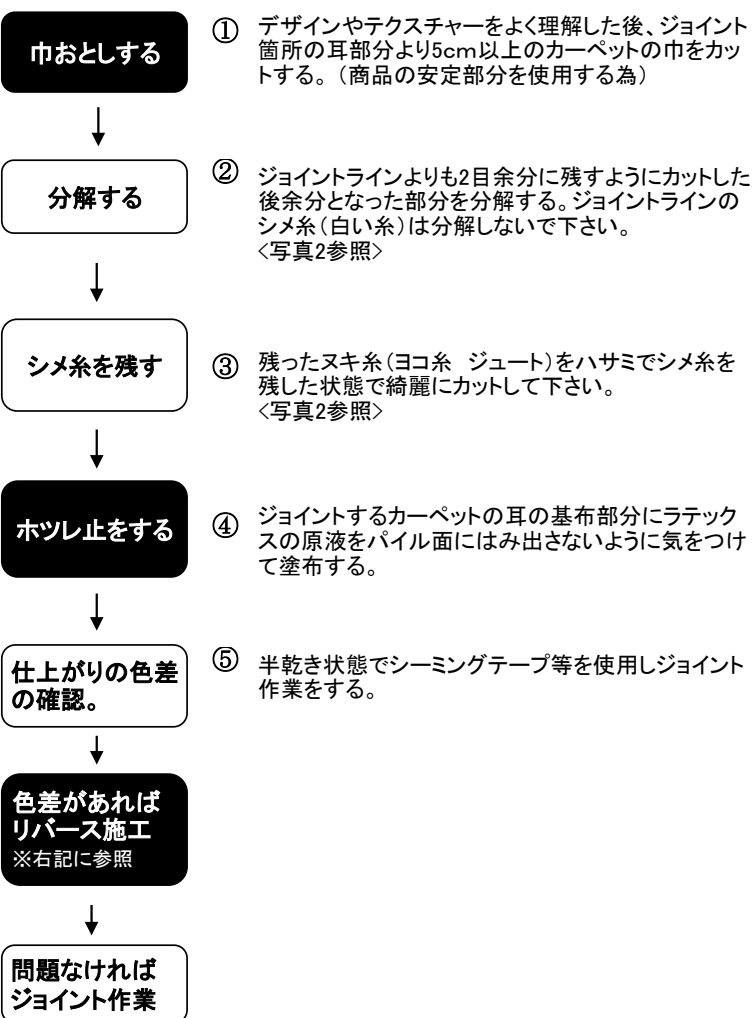 巾おとしする
① デザインやテクスチャーをよく理解した後、ジョイント
箇所の耳部分より5cm以上のカーペットの巾をカッ
トする。（商品の安定部分を使用する為）
分解する
② ジョイントラインよりも2目余分に残すようにカットした
後余分となった部分を分解する。ジョイントラインの
シメ糸（白い糸）は分解しないで下さい。
<写真2参照>
シメ糸を残す
③ 残ったヌキ糸（ヨコ糸　ジュート）をハサミでシメ糸を
残した状態で綺麗にカットして下さい。
<写真2参照>
ホツレ止をする
④ ジョイントするカーペットの耳の基布部分にラテック
スの原液をパイル面にはみ出さないように気をつけ
て塗布する。
仕上がりの色差
の確認。
⑤ 半乾き状態でシーミングテープ等を使用しジョイント
作業をする。
色差があれば
リバース施工
※右記に参照
問題なければ
ジョイント作業